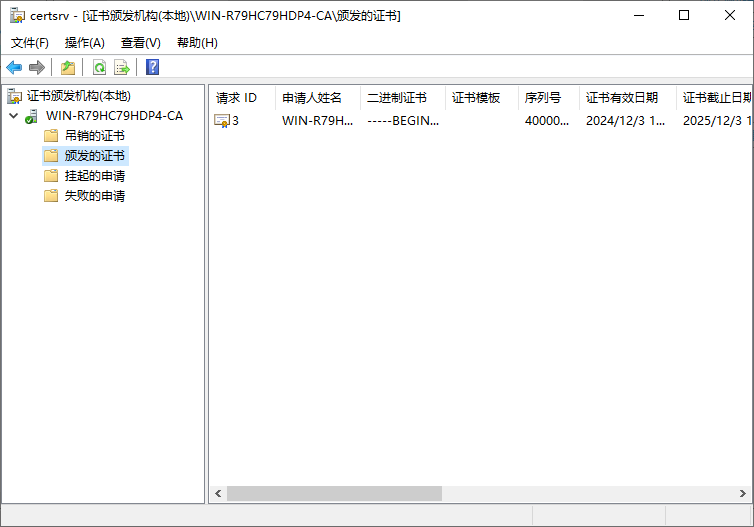 certsrv - [证书颁发机构(本地)\WIN-R79HC79HDP4-CA\颁发的证书]
文件(F) 操作(A) 查看(V) 帮助(H)
证书颁发机构(本地)
WIN-R79HC79HDP4-CA
吊销的证书
颁发的证书
挂起的申请
失败的申请
请求 ID 申请人姓名 二进制证书 证书模板 序列号 证书有效日期 证书截止日期
3 WIN-R79H... -----BEGIN... 40000... 2024/12/3 1... 2025/12/3 1